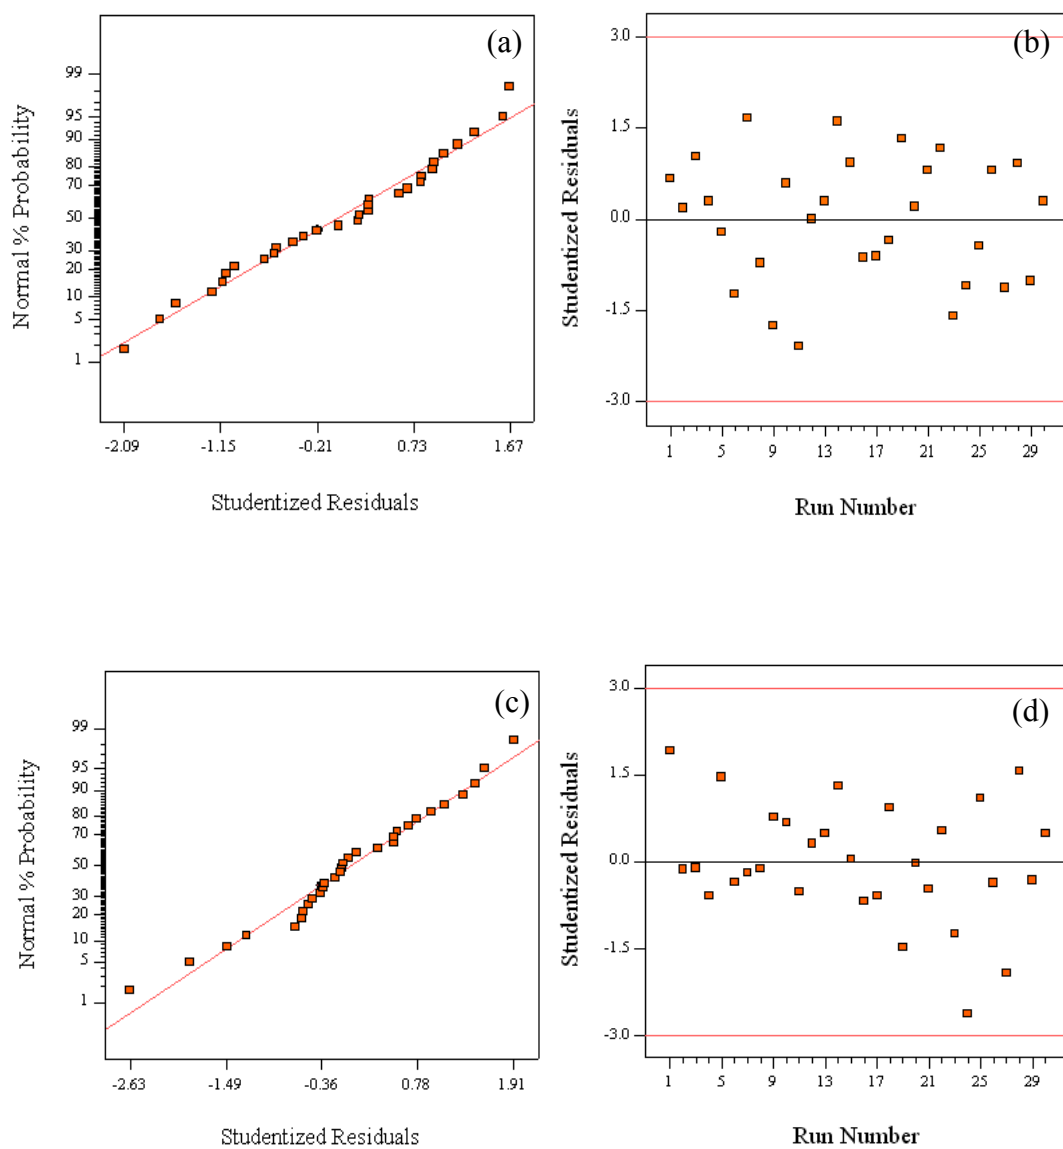 (a)
Normal % Probability
99
95
90
80
70
50
30
20
10
5
1
-2.09 -1.15 -0.21 0.73 1.67
Studentized Residuals
(b)
Studentized Residuals
3.0
1.5
0.0
-1.5
-3.0
1 5 9 13 17 21 25 29
Run Number
(c)
Normal % Probability
99
95
90
80
70
50
30
20
10
5
1
-2.63 -1.49 -0.36 0.78 1.91
Studentized Residuals
(d)
Studentized Residuals
3.0
1.5
0.0
-1.5
-3.0
1 5 9 13 17 21 25 29
Run Number